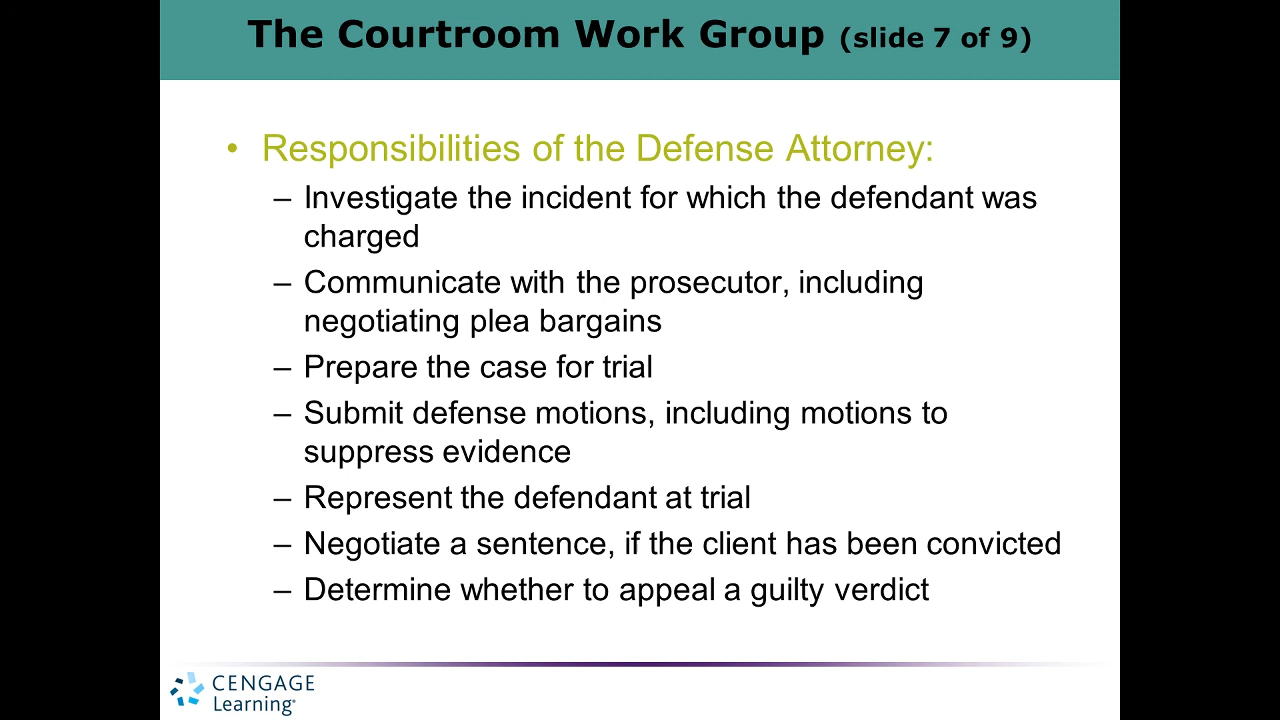 The Courtroom Work Group (slide 7 of 9)
• Responsibilities of the Defense Attorney:
– Investigate the incident for which the defendant was
charged
– Communicate with the prosecutor, including
negotiating plea bargains
– Prepare the case for trial
– Submit defense motions, including motions to
suppress evidence
– Represent the defendant at trial
– Negotiate a sentence, if the client has been convicted
– Determine whether to appeal a guilty verdict
CENGAGE
Learning®